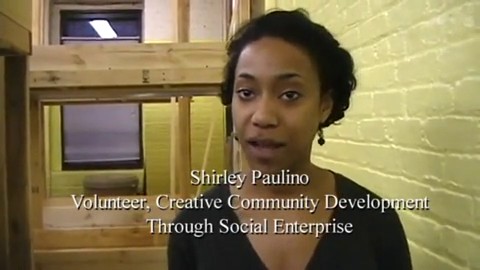 Shirley Paulino
Volunteer, Creative Community Development
Through Social Enterprise